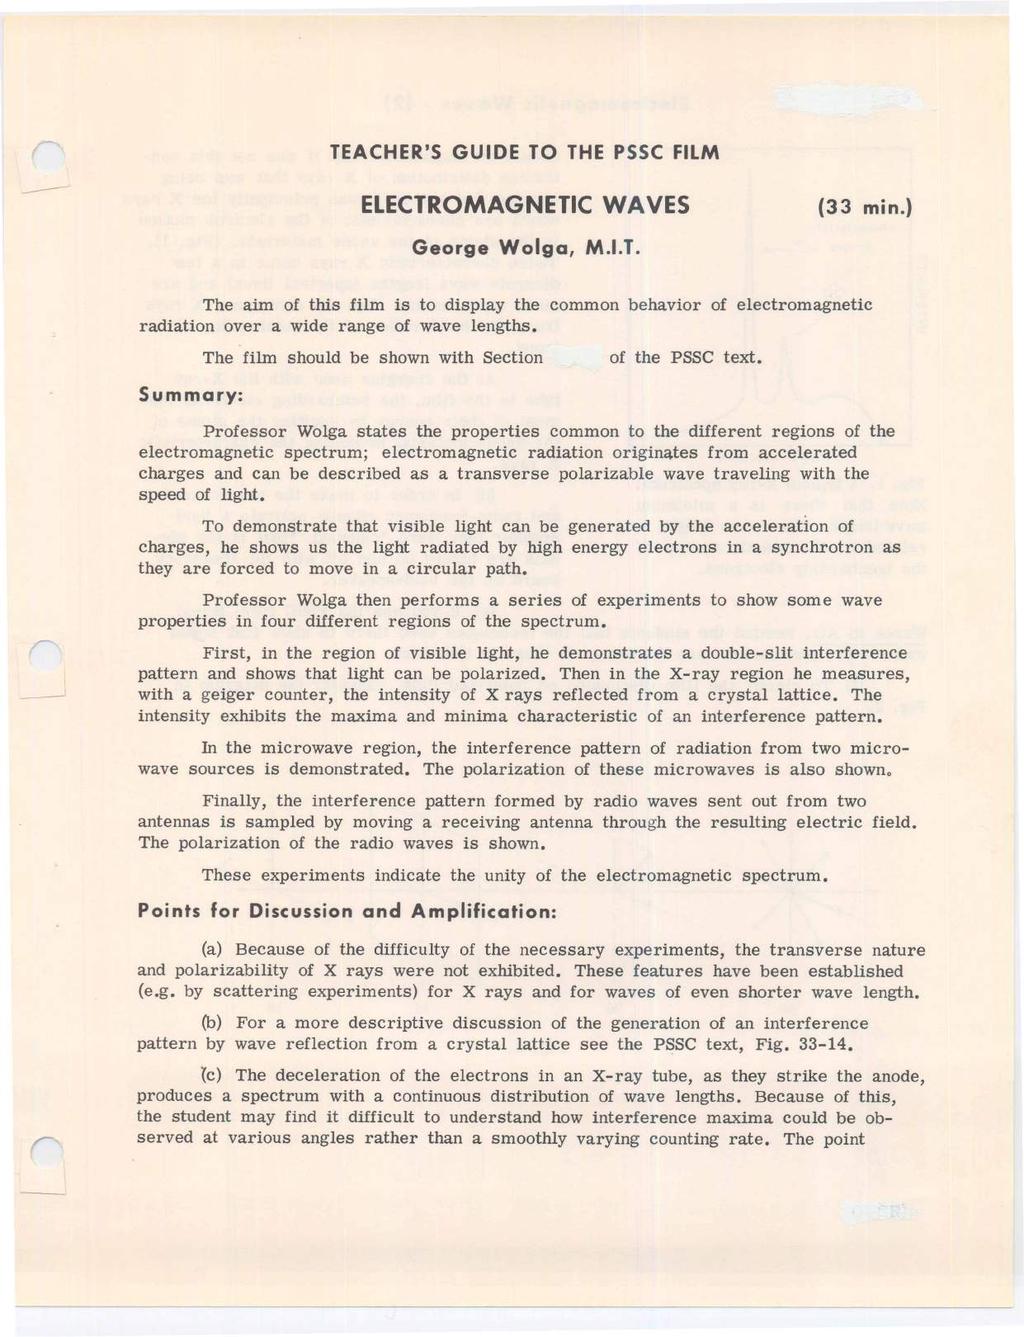 TEACHER'S GUIDE TO THE PSSC FILM
ELECTROMAGNETIC WAVES (33 min.)
George Wolga, M.I.T.
The aim of this film is to display the common behavior of electromagnetic
radiation over a wide range of wave lengths.
The film should be shown with Section of the PSSC text.
Summary:
Professor Wolga states the properties common to the different regions of the
electromagnetic spectrum; electromagnetic radiation originates from accelerated
charges and can be described as a transverse polarizable wave traveling with the
speed of light.
To demonstrate that visible light can be generated by the acceleration of
charges, he shows us the light radiated by high energy electrons in a synchrotron as
they are forced to move in a circular path.
Professor Wolga then performs a series of experiments to show some wave
properties in four different regions of the spectrum.
First, in the region of visible light, he demonstrates a double-slit interference
pattern and shows that light can be polarized. Then in the X-ray region he measures,
with a geiger counter, the intensity of X rays reflected from a crystal lattice. The
intensity exhibits the maxima and minima characteristic of an interference pattern.
In the microwave region, the interference pattern of radiation from two micro-
wave sources is demonstrated. The polarization of these microwaves is also shown.
Finally, the interference pattern formed by radio waves sent out from two
antennas is sampled by moving a receiving antenna through the resulting electric field.
The polarization of the radio waves is shown.
These experiments indicate the unity of the electromagnetic spectrum.
Points for Discussion and Amplification:
(a) Because of the difficulty of the necessary experiments, the transverse nature
and polarizability of X rays were not exhibited. These features have been established
(e.g. by scattering experiments) for X rays and for waves of even shorter wave length.
(b) For a more descriptive discussion of the generation of an interference
pattern by wave reflection from a crystal lattice see the PSSC text, Fig. 33-14.
(c) The deceleration of the electrons in an X-ray tube, as they strike the anode,
produces a spectrum with a continuous distribution of wave lengths. Because of this,
the student may find it difficult to understand how interference maxima could be ob-
served at various angles rather than a smoothly varying counting rate. The point